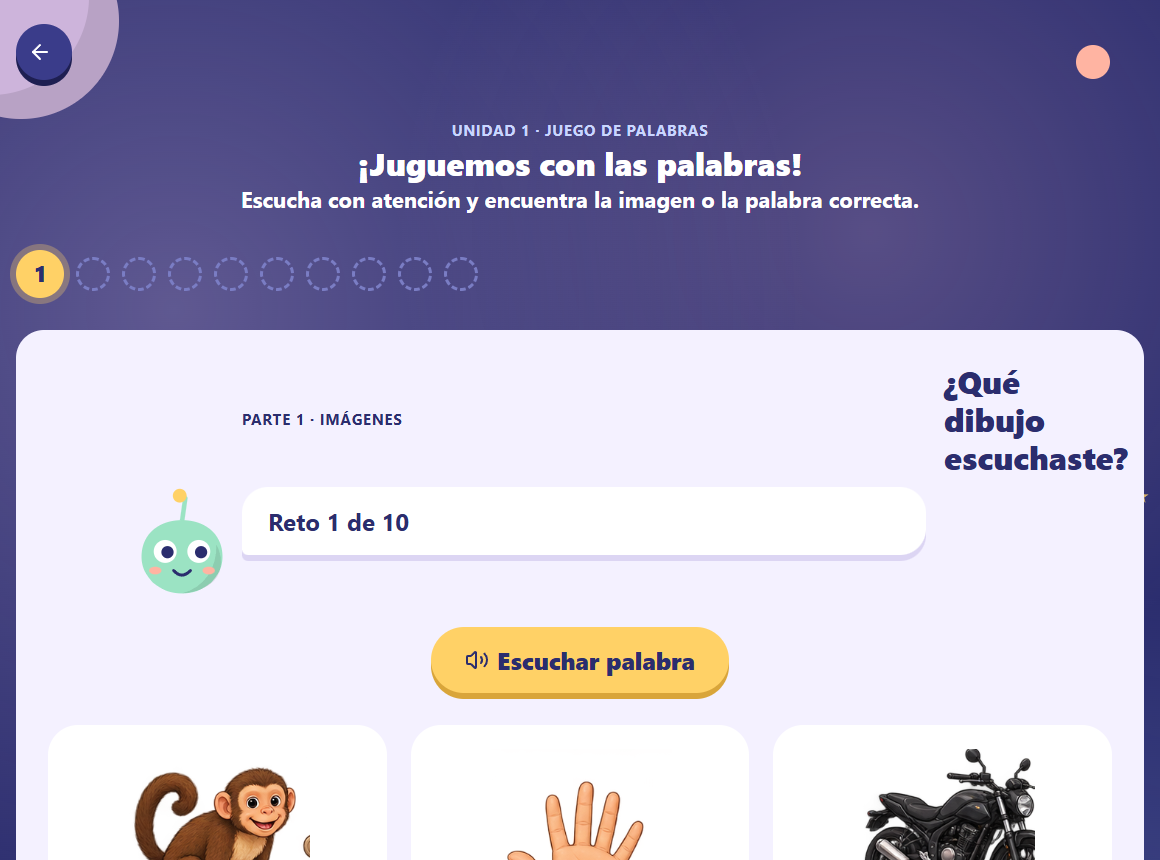 UNIDAD 1 · JUEGO DE PALABRAS
¡Juguemos con las palabras!
Escucha con atención y encuentra la imagen o la palabra correcta.
1
PARTE 1 · IMÁGENES
¿Qué
dibujo
escuchaste?
Reto 1 de 10
Escuchar palabra